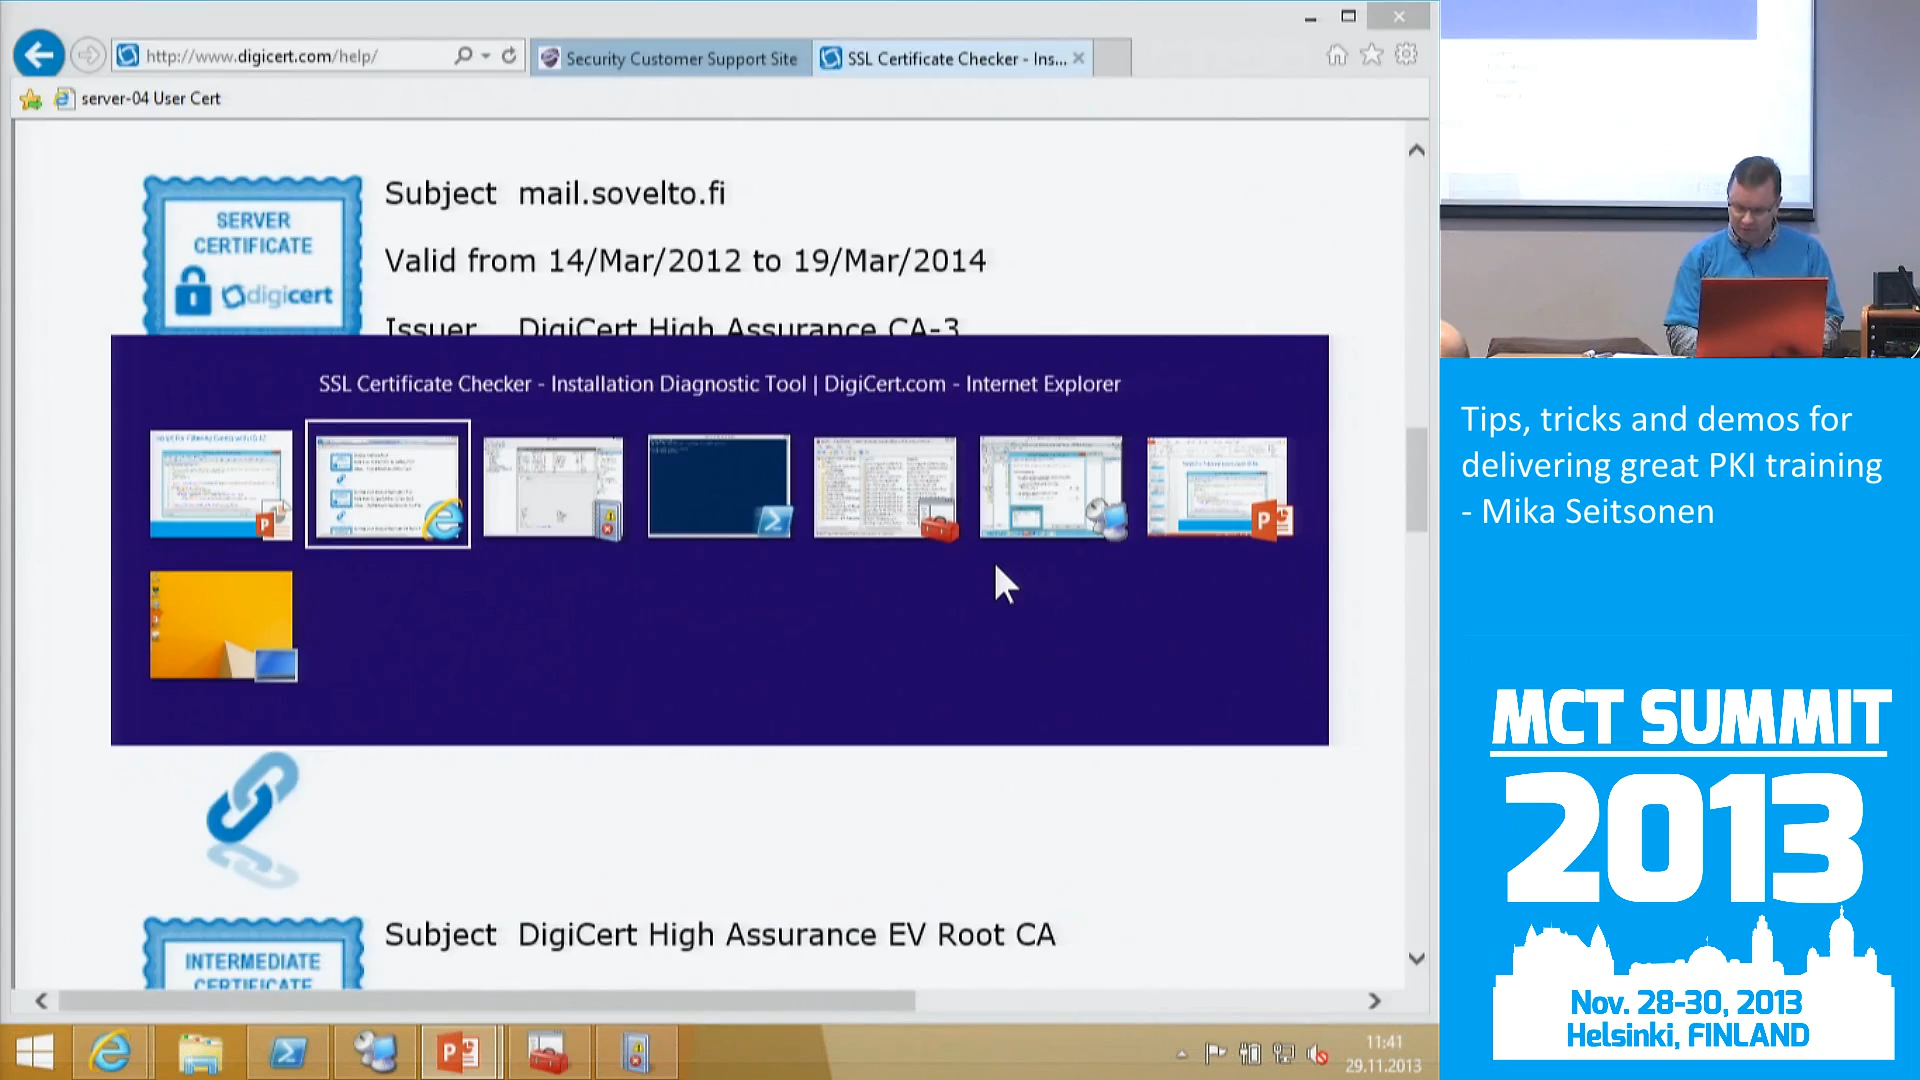 http://www.digicert.com/help/
Security Customer Support Site
SSL Certificate Checker - Ins...
server-04 User Cert
SERVER
CERTIFICATE
digicert
Subject mail.sovelto.fi
Valid from 14/Mar/2012 to 19/Mar/2014
Issuer DigiCert High Assurance CA-3
SSL Certificate Checker - Installation Diagnostic Tool | DigiCert.com - Internet Explorer
INTERMEDIATE
CERTIFICATE
Subject DigiCert High Assurance EV Root CA
11:41
29.11.2013
Tips, tricks and demos for
delivering great PKI training
- Mika Seitsonen
MCT SUMMIT
2013
Nov. 28-30, 2013
Helsinki, FINLAND